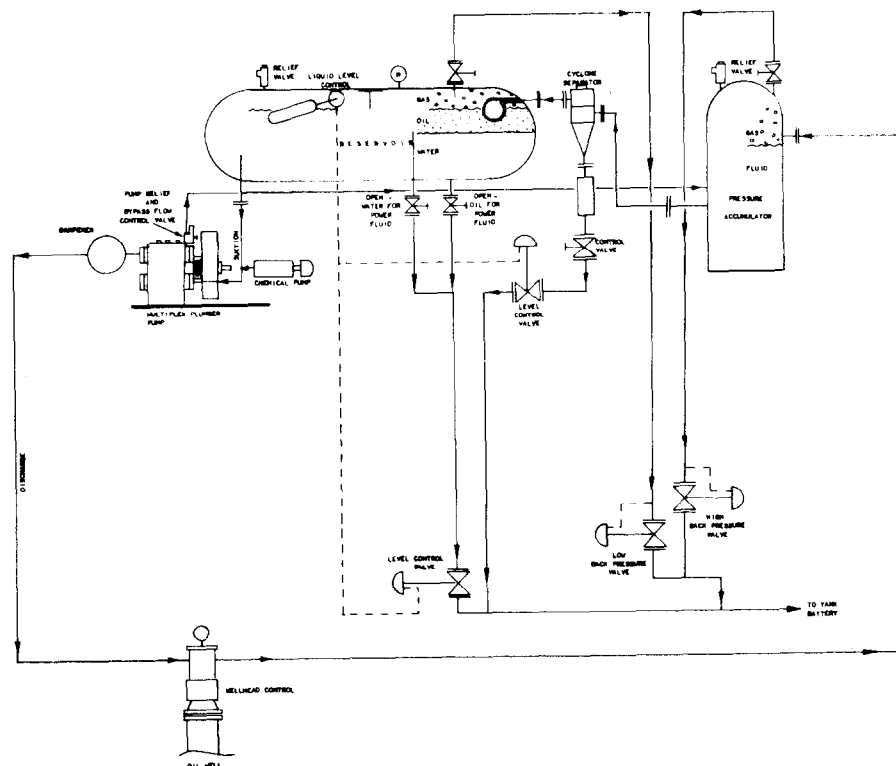 RELIEF
VALVE
LIQUID LEVEL
CONTROL
CYCLONE
SEPARATOR
RELIEF
VALVE
GAS
OIL
RESERVOIR
WATER
GAS
FLUID
PRESSURE
ACCUMULATOR
PUMP RELIEF
AND
BYPASS FLOW
CONTROL VALVE
OPEN -
WATER FOR
POWER
FLUID
OPEN -
OIL FOR
POWER
FLUID
DAMPENER
SUCTION
CHEMICAL PUMP
CONTROL
VALVE
MULTIPLEX PLUNGER
PUMP
LEVEL
CONTROL
VALVE
DISCHARGE
HIGH
BACK PRESSURE
VALVE
LOW
BACK PRESSURE
VALVE
LEVEL CONTROL
VALVE
TO TANK
BATTERY
WELLHEAD CONTROL
OIL WELL